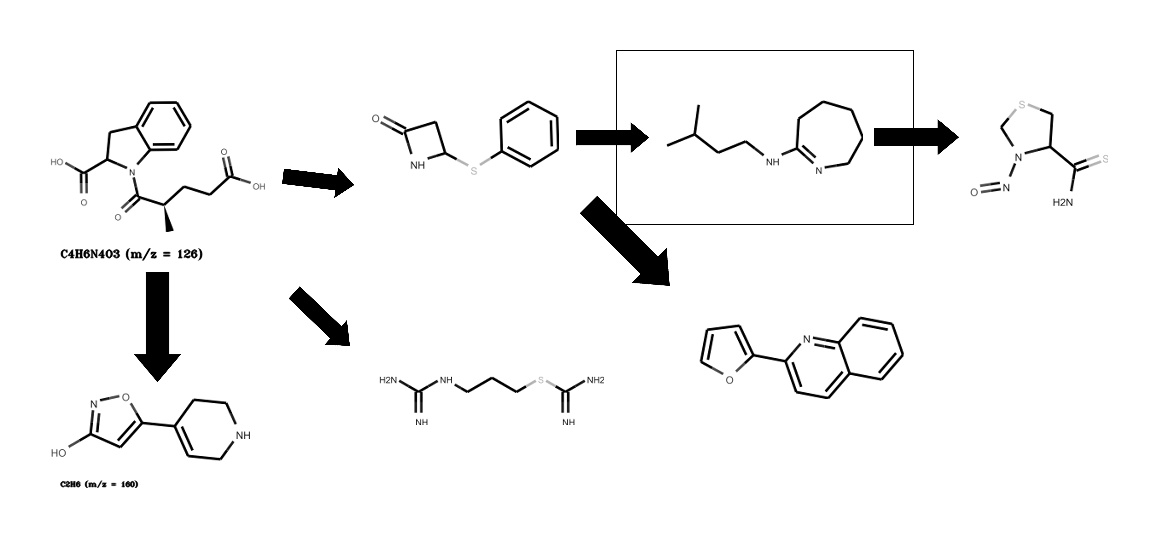 HO
O
N
O
O
OH
C4H6N4O3 (m/z = 126)
O
NH
S
NH
N
S
N
N
O
S
H2N
N
O
HO
NH
C2H6 (m/z = 160)
H2N
NH
NH
S
NH2
NH
N
O